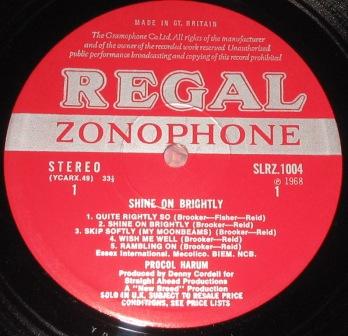 MADE IN GT. BRITAIN
The Gramophone Co Ltd. All rights of the manufacturer
and of the owner of the recorded work reserved Unauthorised
public performance broadcasting and copying of this record prohibited
REGAL
ZONOPHONE
STEREO
(YCARX.49) 33⅓
1
SLRZ.1004
℗ 1968
1
SHINE ON BRIGHTLY
1. QUITE RIGHTLY SO (Brooker—Fisher—Reid)
2. SHINE ON BRIGHTLY (Brooker—Reid)
3. SKIP SOFTLY (MY MOONBEAMS) (Brooker—Reid)
4. WISH ME WELL (Brooker—Reid)
5. RAMBLING ON (Brooker—Reid)
Essex International. Mecolico. BIEM. NCB.
PROCOL HARUM
Produced by Denny Cordell for
Straight Ahead Productions
A "New Breed" Production
SOLD IN U.K. SUBJECT TO RESALE PRICE
CONDITIONS, SEE PRICE LISTS